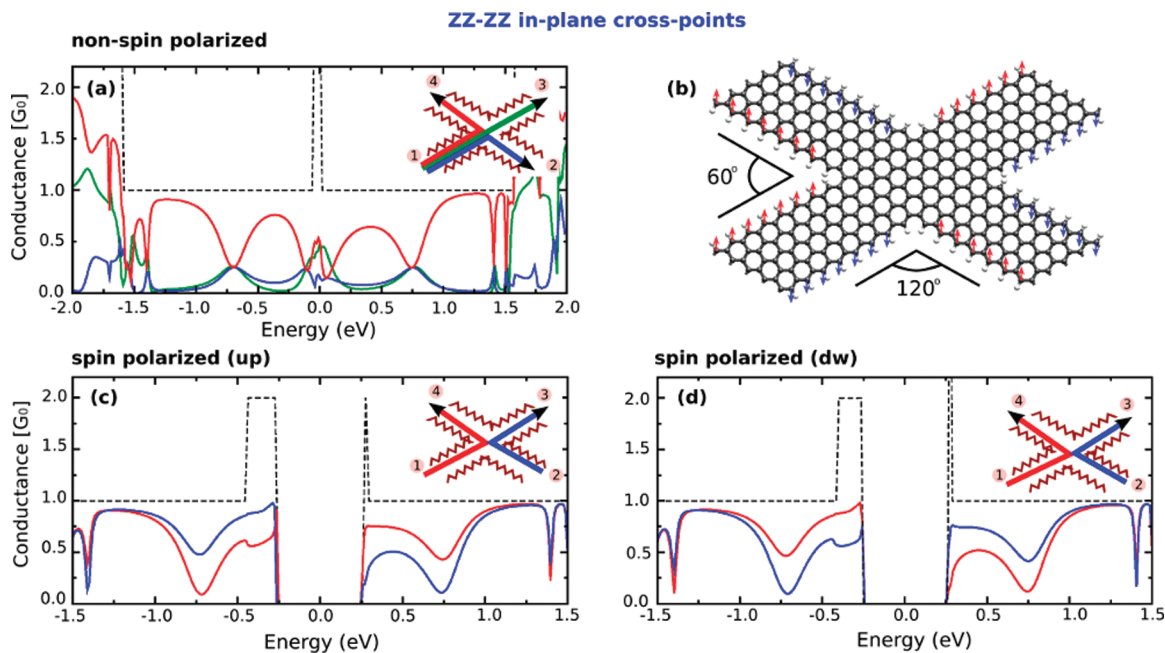 ZZ-ZZ in-plane cross-points
non-spin polarized
(a)
Conductance [G₀]
2.0
1.5
1.0
0.5
0.0
-2.0 -1.5 -1.0 -0.5 0.0 0.5 1.0 1.5 2.0
Energy (eV)
4
3
1
2
(b)
60°
120°
spin polarized (up)
(c)
Conductance [G₀]
2.0
1.5
1.0
0.5
0.0
-1.5 -1.0 -0.5 0.0 0.5 1.0 1.5
Energy (eV)
4
3
1
2
spin polarized (dw)
(d)
2.0
1.5
1.0
0.5
0.0
-1.5 -1.0 -0.5 0.0 0.5 1.0 1.5
Energy (eV)
4
3
1
2